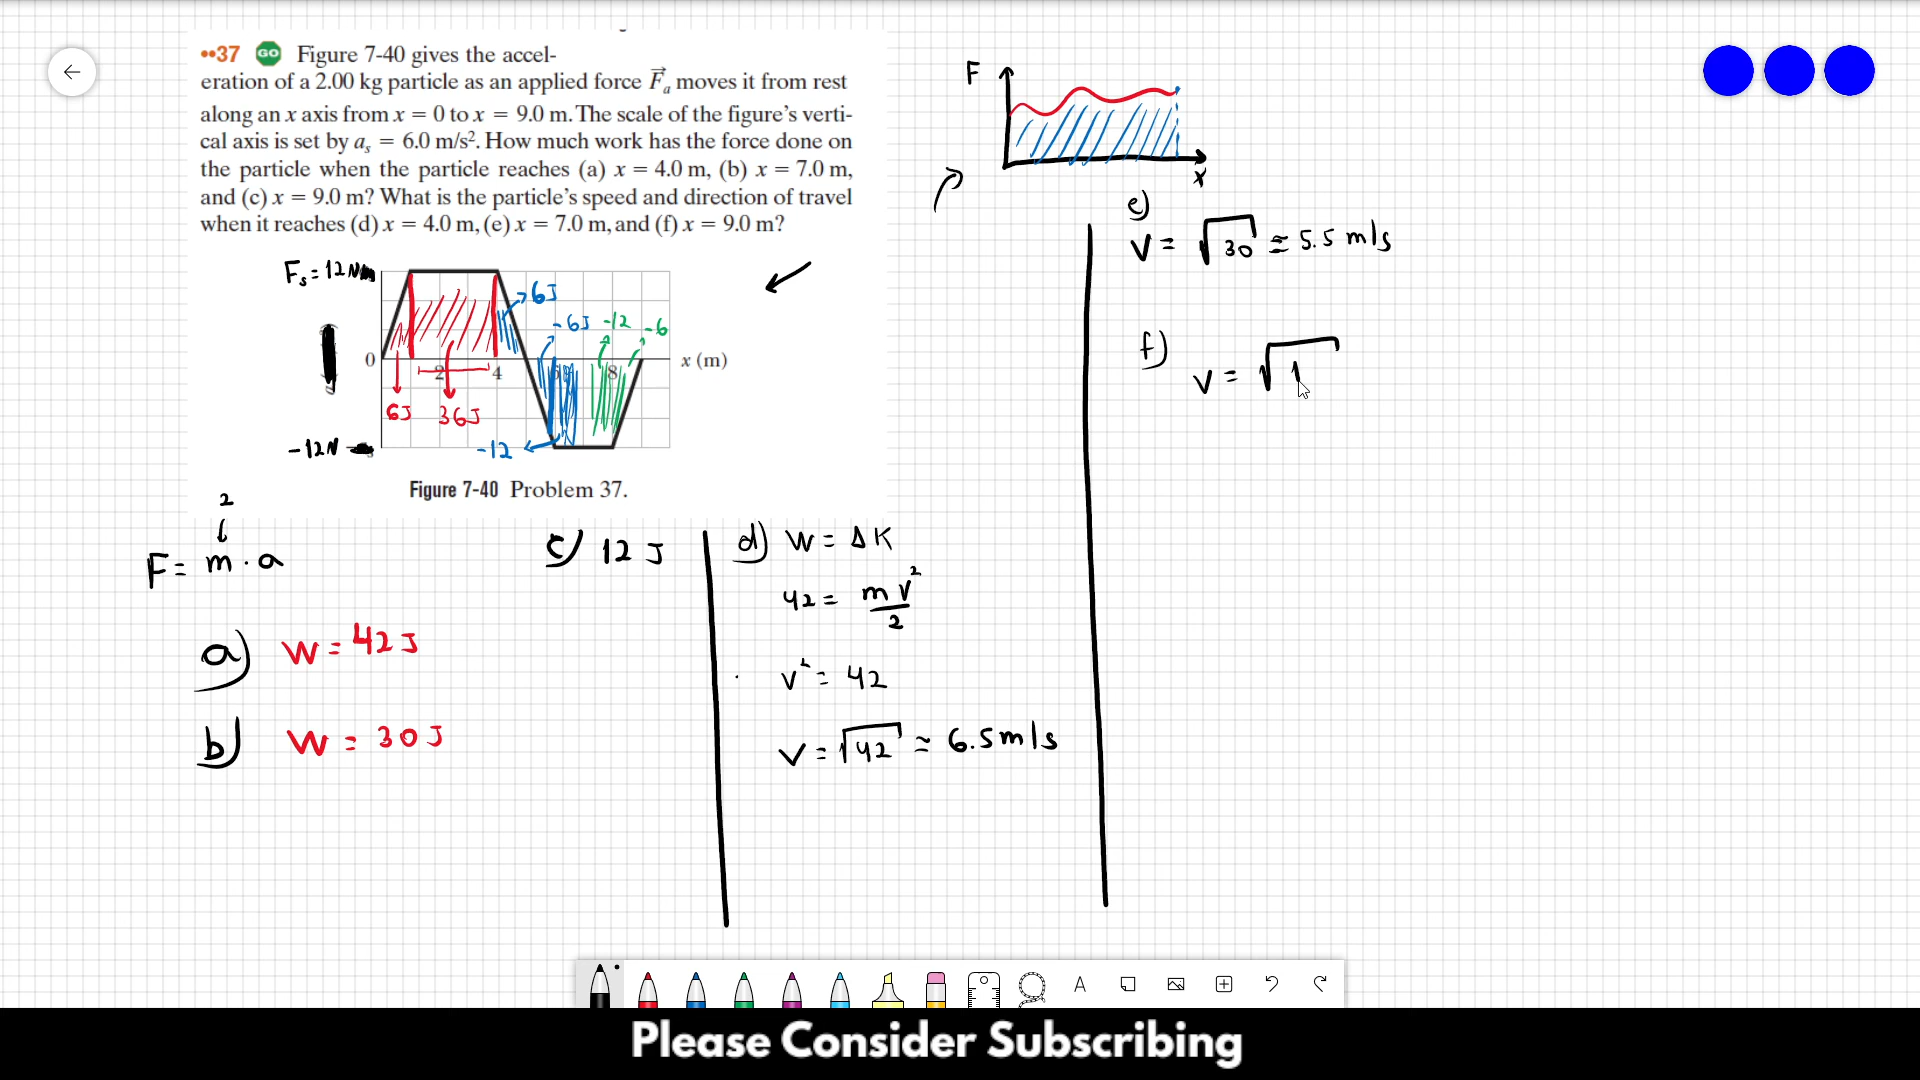 ••37 GO Figure 7-40 gives the accel-
eration of a 2.00 kg particle as an applied force F⃗a moves it from rest
along an x axis from x = 0 to x = 9.0 m. The scale of the figure's verti-
cal axis is set by as = 6.0 m/s². How much work has the force done on
the particle when the particle reaches (a) x = 4.0 m, (b) x = 7.0 m,
and (c) x = 9.0 m? What is the particle's speed and direction of travel
when it reaches (d) x = 4.0 m, (e) x = 7.0 m, and (f) x = 9.0 m?
Fs = 12N
6J
-6J -12 -6
0 2 4 8 x (m)
6J 36J
-12N -12
Figure 7-40 Problem 37.
2
F = m · a
a) W = 42 J
b) W = 30 J
c) 12 J
d) W = ΔK
42 = mv²/2
v² = 42
v = √42 ≃ 6.5 m/s
F
x
e)
v = √30 ≃ 5.5 m/s
f)
v = √1
A
Please Consider Subscribing